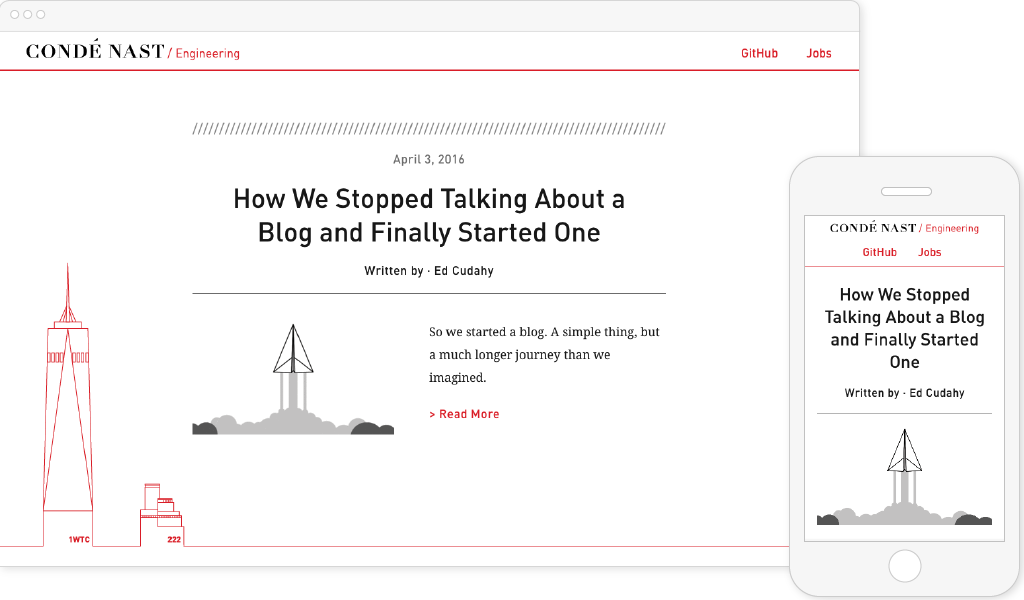 CONDÉ NAST / Engineering
GitHub Jobs
////////////////////////////////////////////////////////////////////////////////
April 3, 2016
How We Stopped Talking About a
Blog and Finally Started One
Written by · Ed Cudahy
So we started a blog. A simple thing, but
a much longer journey than we
imagined.
> Read More
1WTC
222
CONDÉ NAST / Engineering
GitHub Jobs
How We Stopped
Talking About a Blog
and Finally Started
One
Written by · Ed Cudahy